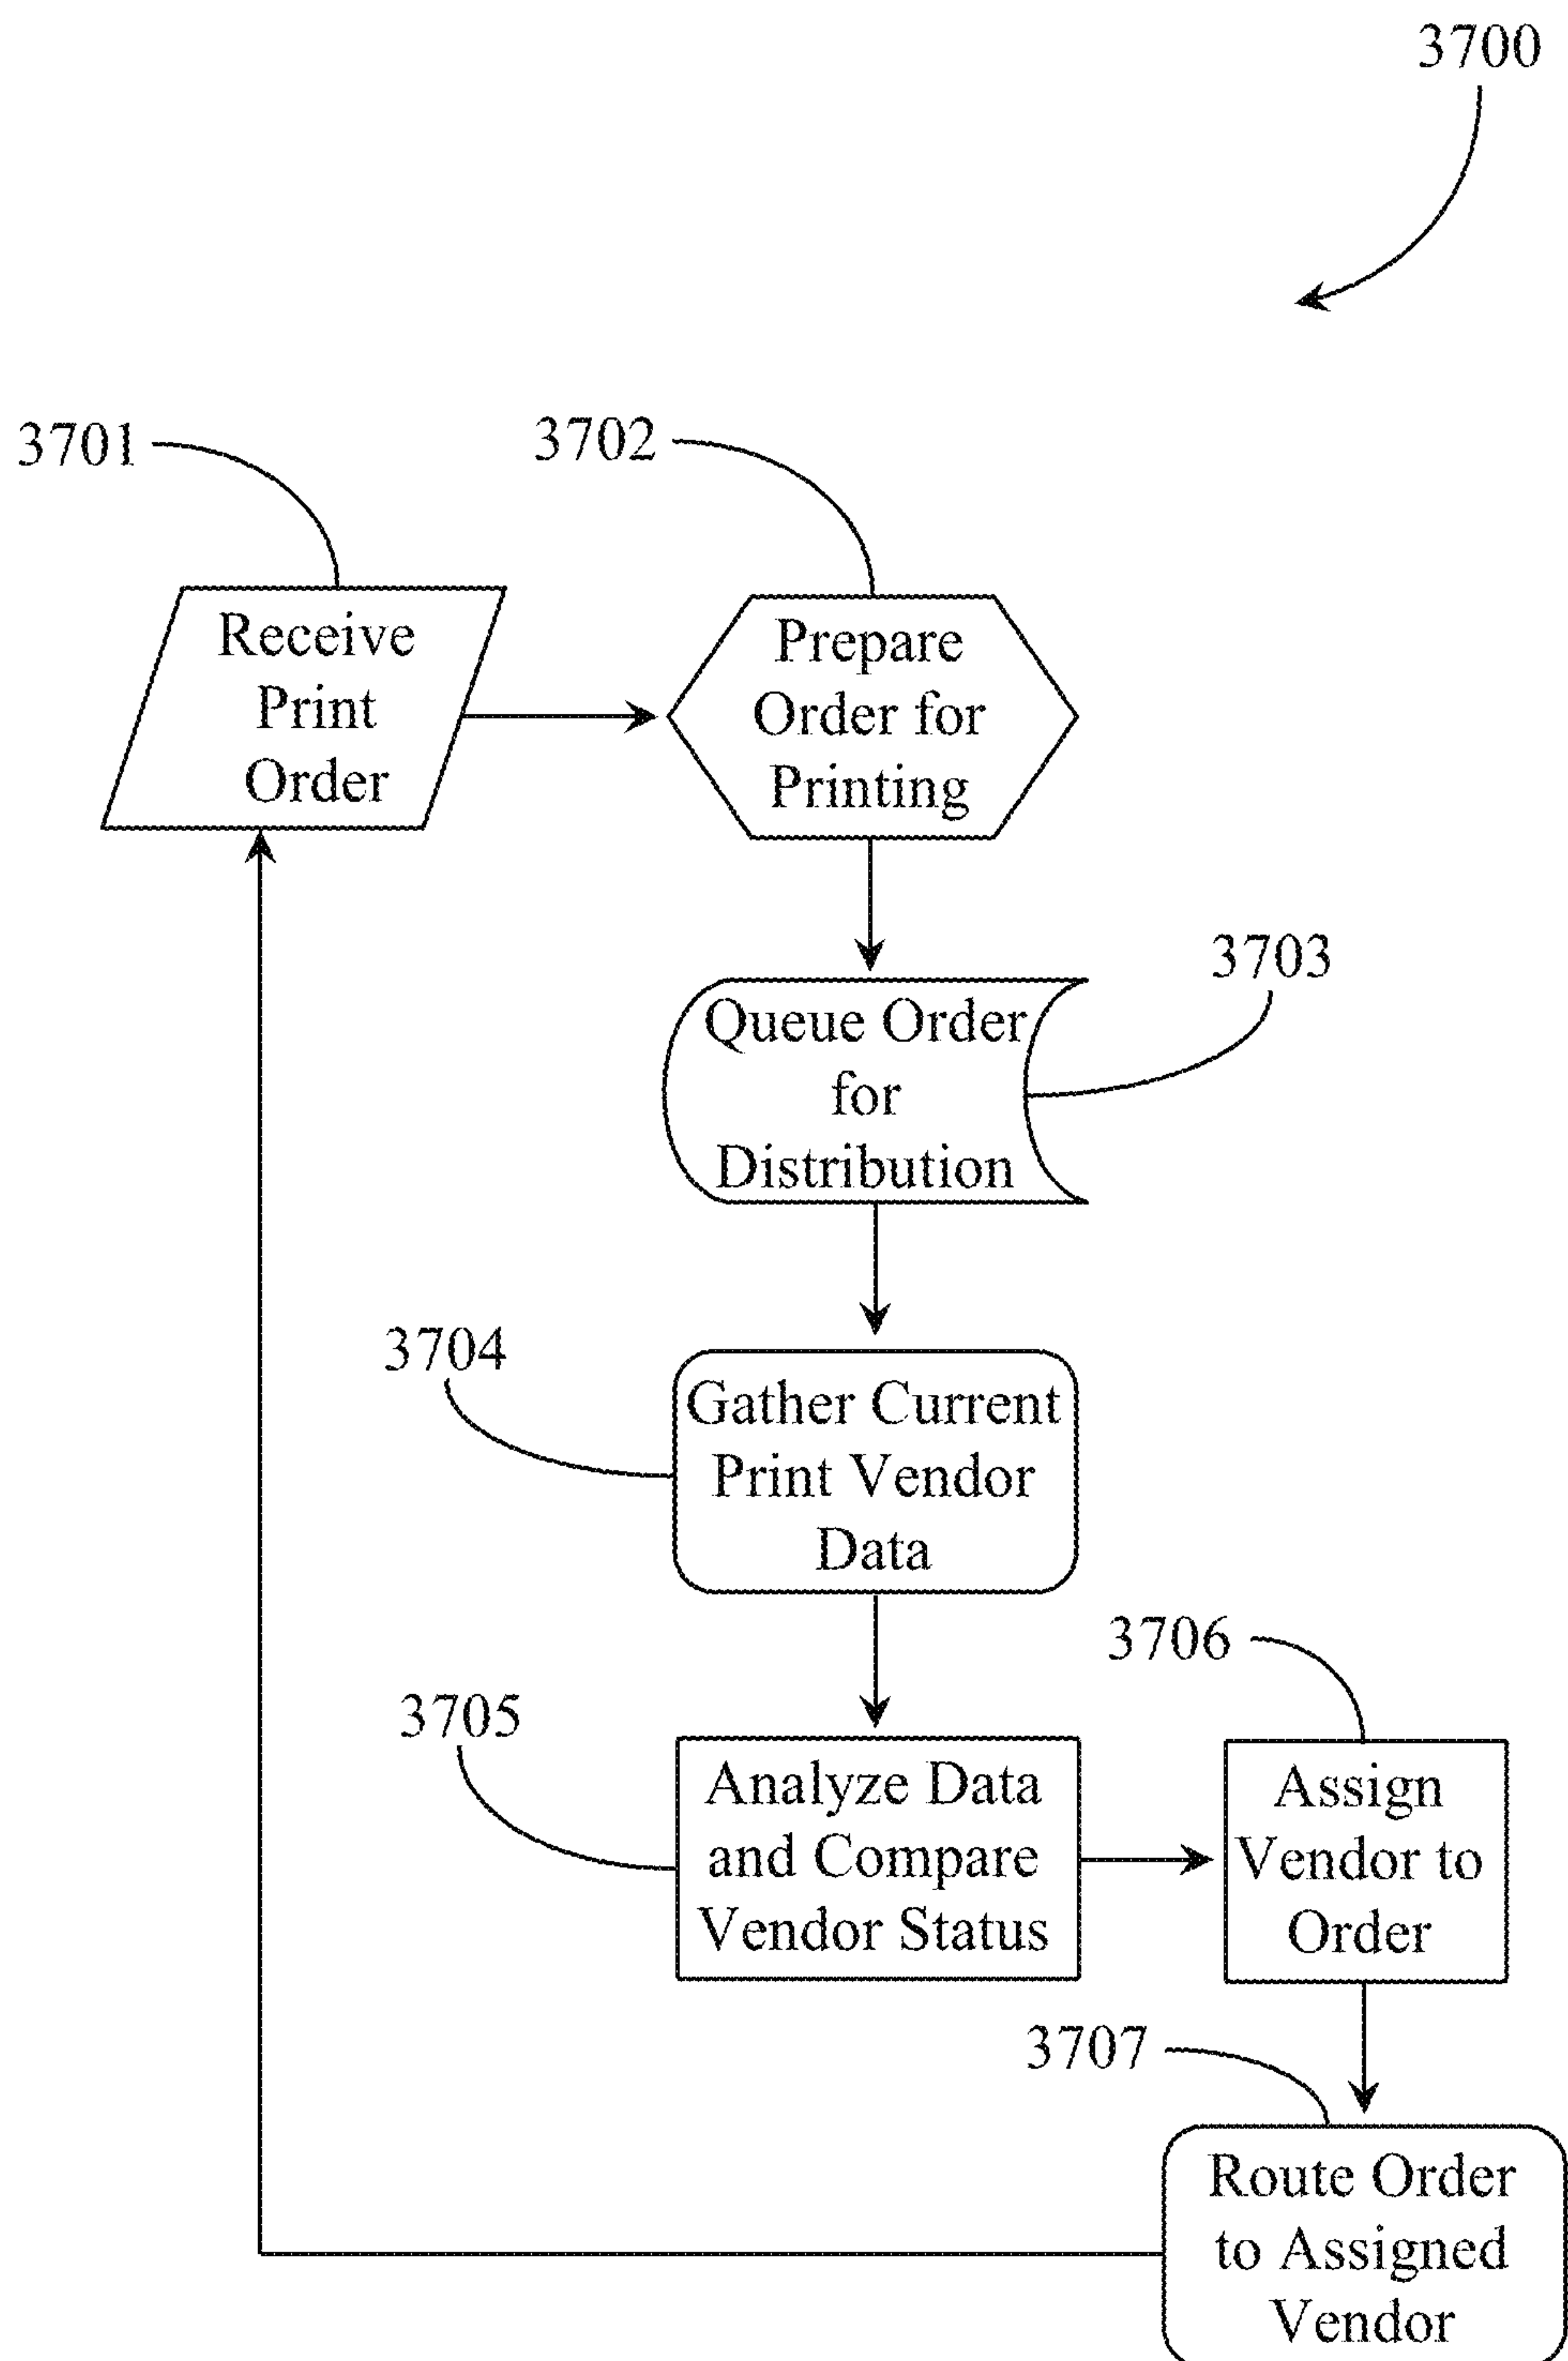 3700
3701
3702
Receive
Print
Order
Prepare
Order for
Printing
3703
Queue Order
for
Distribution
3704
Gather Current
Print Vendor
Data
3705
Analyze Data
and Compare
Vendor Status
3706
Assign
Vendor to
Order
3707
Route Order
to Assigned
Vendor